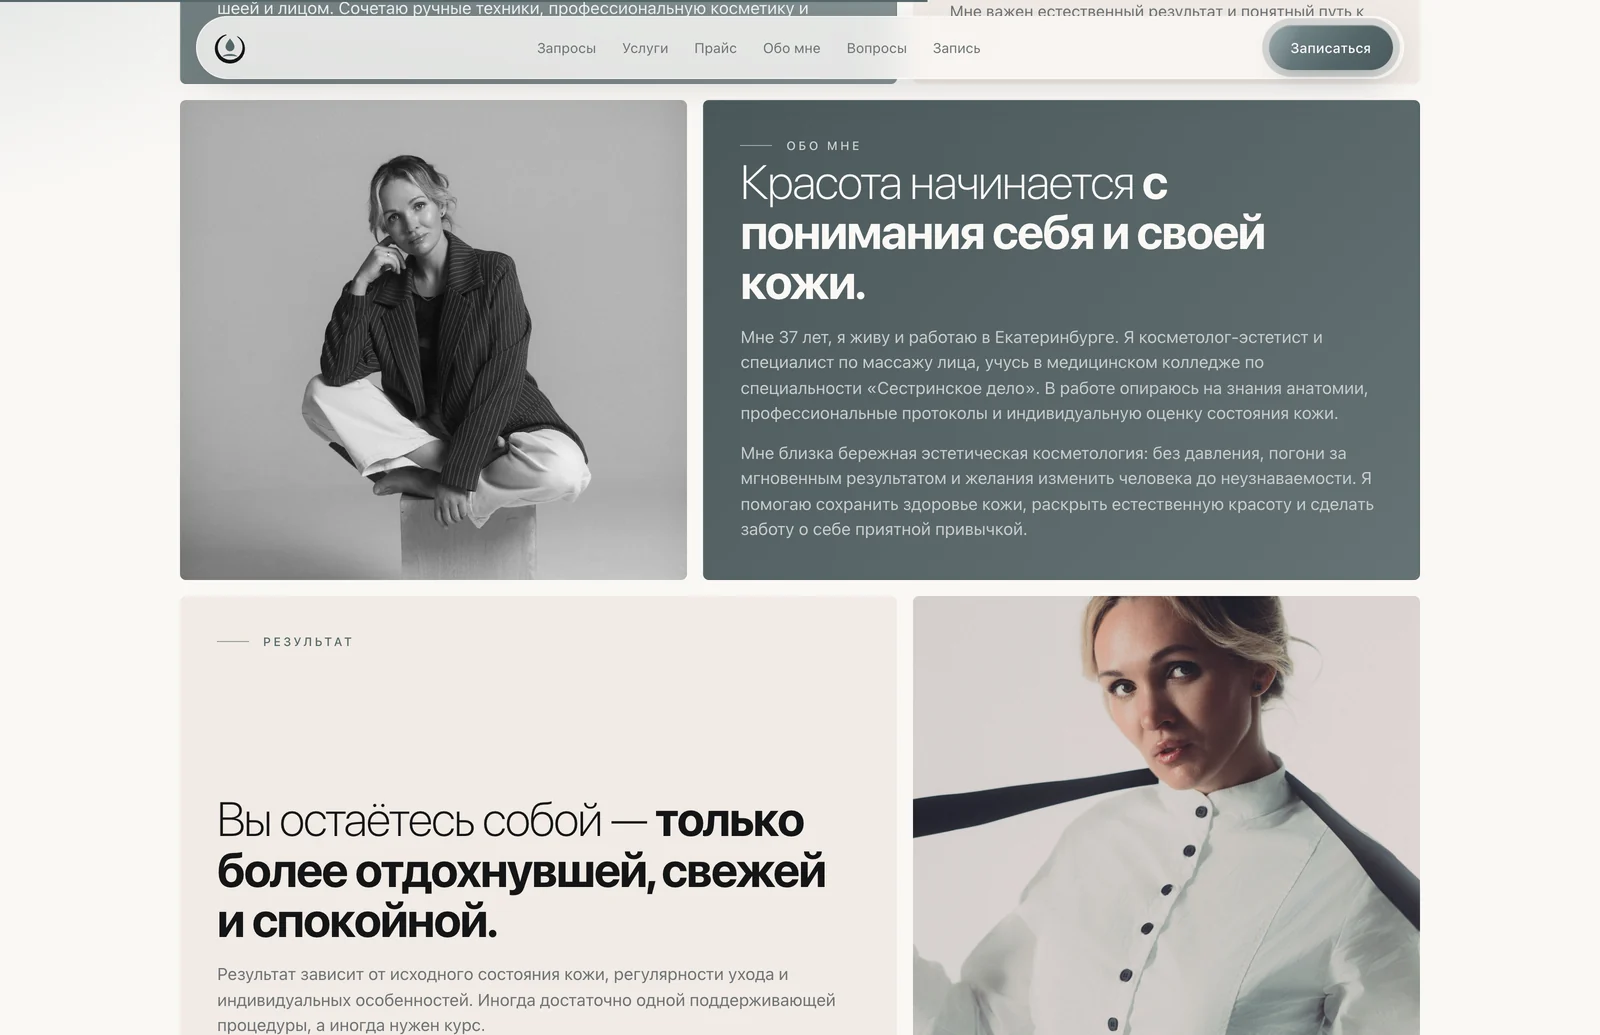 шеей и лицом. Сочетаю ручные техники, профессиональную косметику и
Мне важен естественный результат и понятный путь к
Запросы Услуги Прайс Обо мне Вопросы Запись
Записаться
ОБО МНЕ
Красота начинается с
понимания себя и своей
кожи.
Мне 37 лет, я живу и работаю в Екатеринбурге. Я косметолог-эстетист и
специалист по массажу лица, учусь в медицинском колледже по
специальности «Сестринское дело». В работе опираюсь на знания анатомии,
профессиональные протоколы и индивидуальную оценку состояния кожи.
Мне близка бережная эстетическая косметология: без давления, погони за
мгновенным результатом и желания изменить человека до неузнаваемости. Я
помогаю сохранить здоровье кожи, раскрыть естественную красоту и сделать
заботу о себе приятной привычкой.
РЕЗУЛЬТАТ
Вы остаётесь собой — только
более отдохнувшей, свежей
и спокойной.
Результат зависит от исходного состояния кожи, регулярности ухода и
индивидуальных особенностей. Иногда достаточно одной поддерживающей
процедуры, а иногда нужен курс.